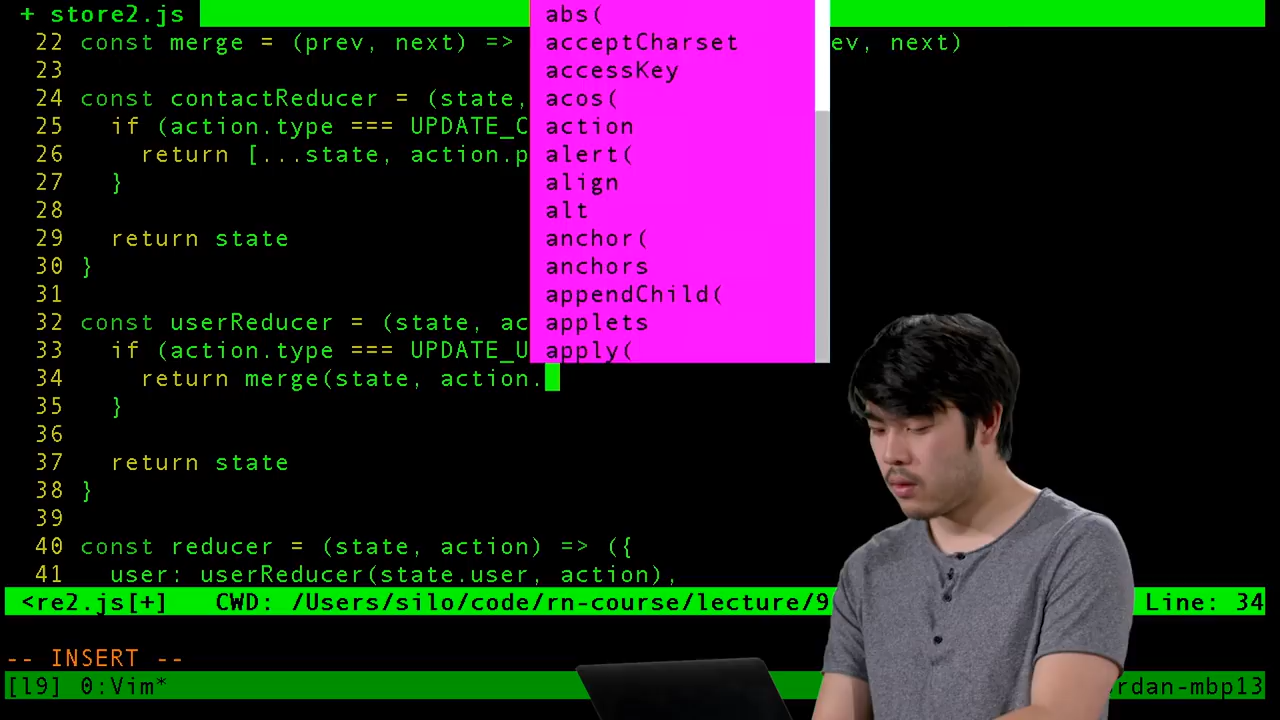 + store2.js
22 const merge = (prev, next) => ev, next)
23
24 const contactReducer = (state,
25 if (action.type === UPDATE_C
26 return [...state, action.p
27 }
28
29 return state
30 }
31
32 const userReducer = (state, ac
33 if (action.type === UPDATE_U
34 return merge(state, action.
35 }
36
37 return state
38 }
39
40 const reducer = (state, action) => ({
41 user: userReducer(state.user, action),
abs(
acceptCharset
accessKey
acos(
action
alert(
align
alt
anchor(
anchors
appendChild(
applets
apply(
<re2.js[+] CWD: /Users/silo/code/rn-course/lecture/9 Line: 34
-- INSERT --
[l9] 0:Vim* rdan-mbp13